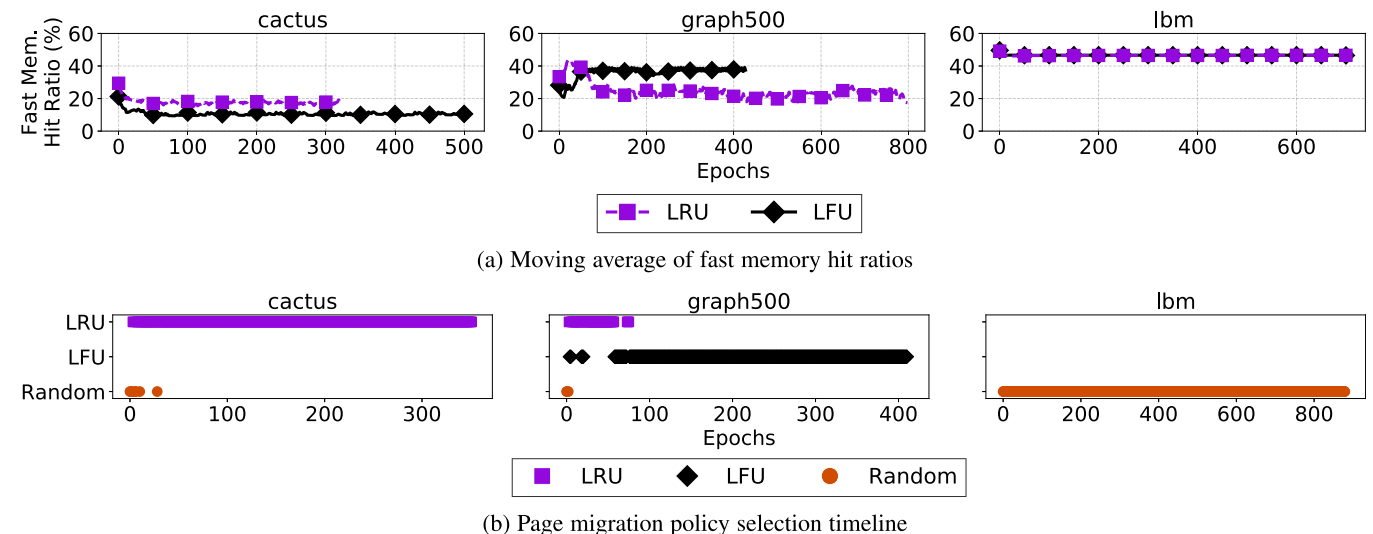 cactus graph500 lbm
Fast Mem.
Hit Ratio (%)
60 60 60
40 40 40
20 20 20
0 0 0
0 100 200 300 400 500 0 200 400 600 800 0 200 400 600
Epochs
LRU LFU
(a) Moving average of fast memory hit ratios
cactus graph500 lbm
LRU
LFU
Random
0 100 200 300 0 100 200 300 400 0 200 400 600 800
Epochs
LRU LFU Random
(b) Page migration policy selection timeline